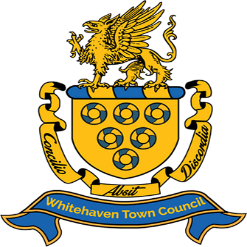 Concilio
Absit
Discordia
Whitehaven Town Council